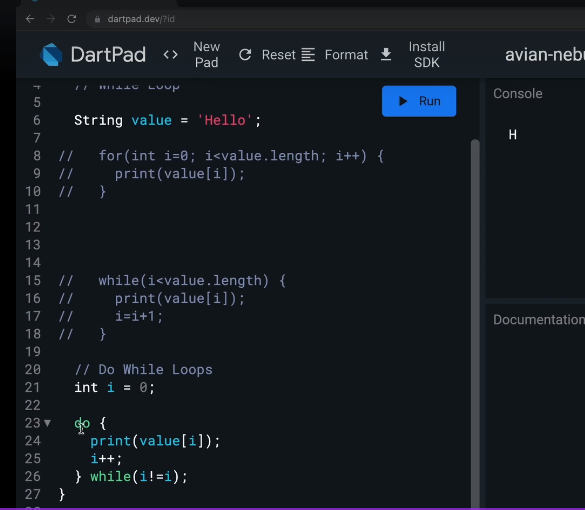 dartpad.dev/?id
DartPad <> New Pad Reset Format Install SDK avian-nebu
4 // While Loop
5
6 String value = 'Hello';
7
8 // for(int i=0; i<value.length; i++) {
9 // print(value[i]);
10 // }
11
12
13
14
15 // while(i<value.length) {
16 // print(value[i]);
17 // i=i+1;
18 // }
19
20 // Do While Loops
21 int i = 0;
22
23 do {
24 print(value[i]);
25 i++;
26 } while(i!=i);
27 }
Run
Console
H
Documentation